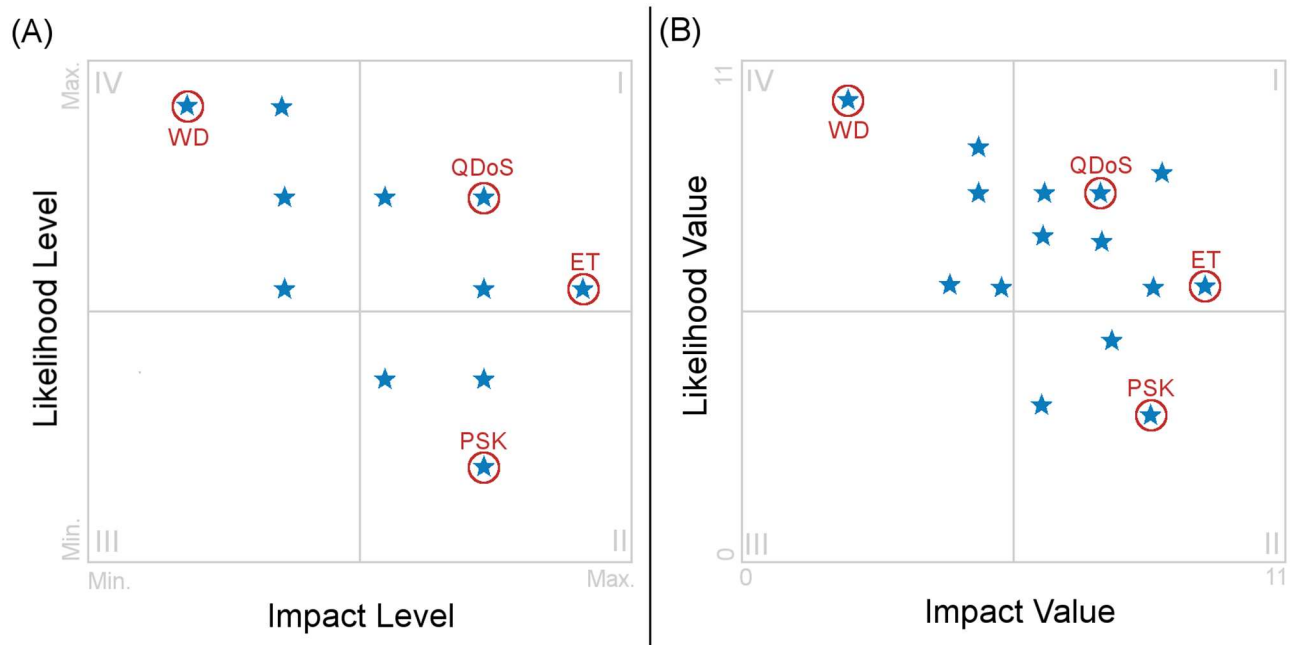 (A)
IV
I
Max.
WD
QDoS
ET
PSK
Likelihood Level
Min.
III
II
Min.
Max.
Impact Level
(B)
11
IV
I
WD
QDoS
ET
PSK
Likelihood Value
0
III
II
0
11
Impact Value